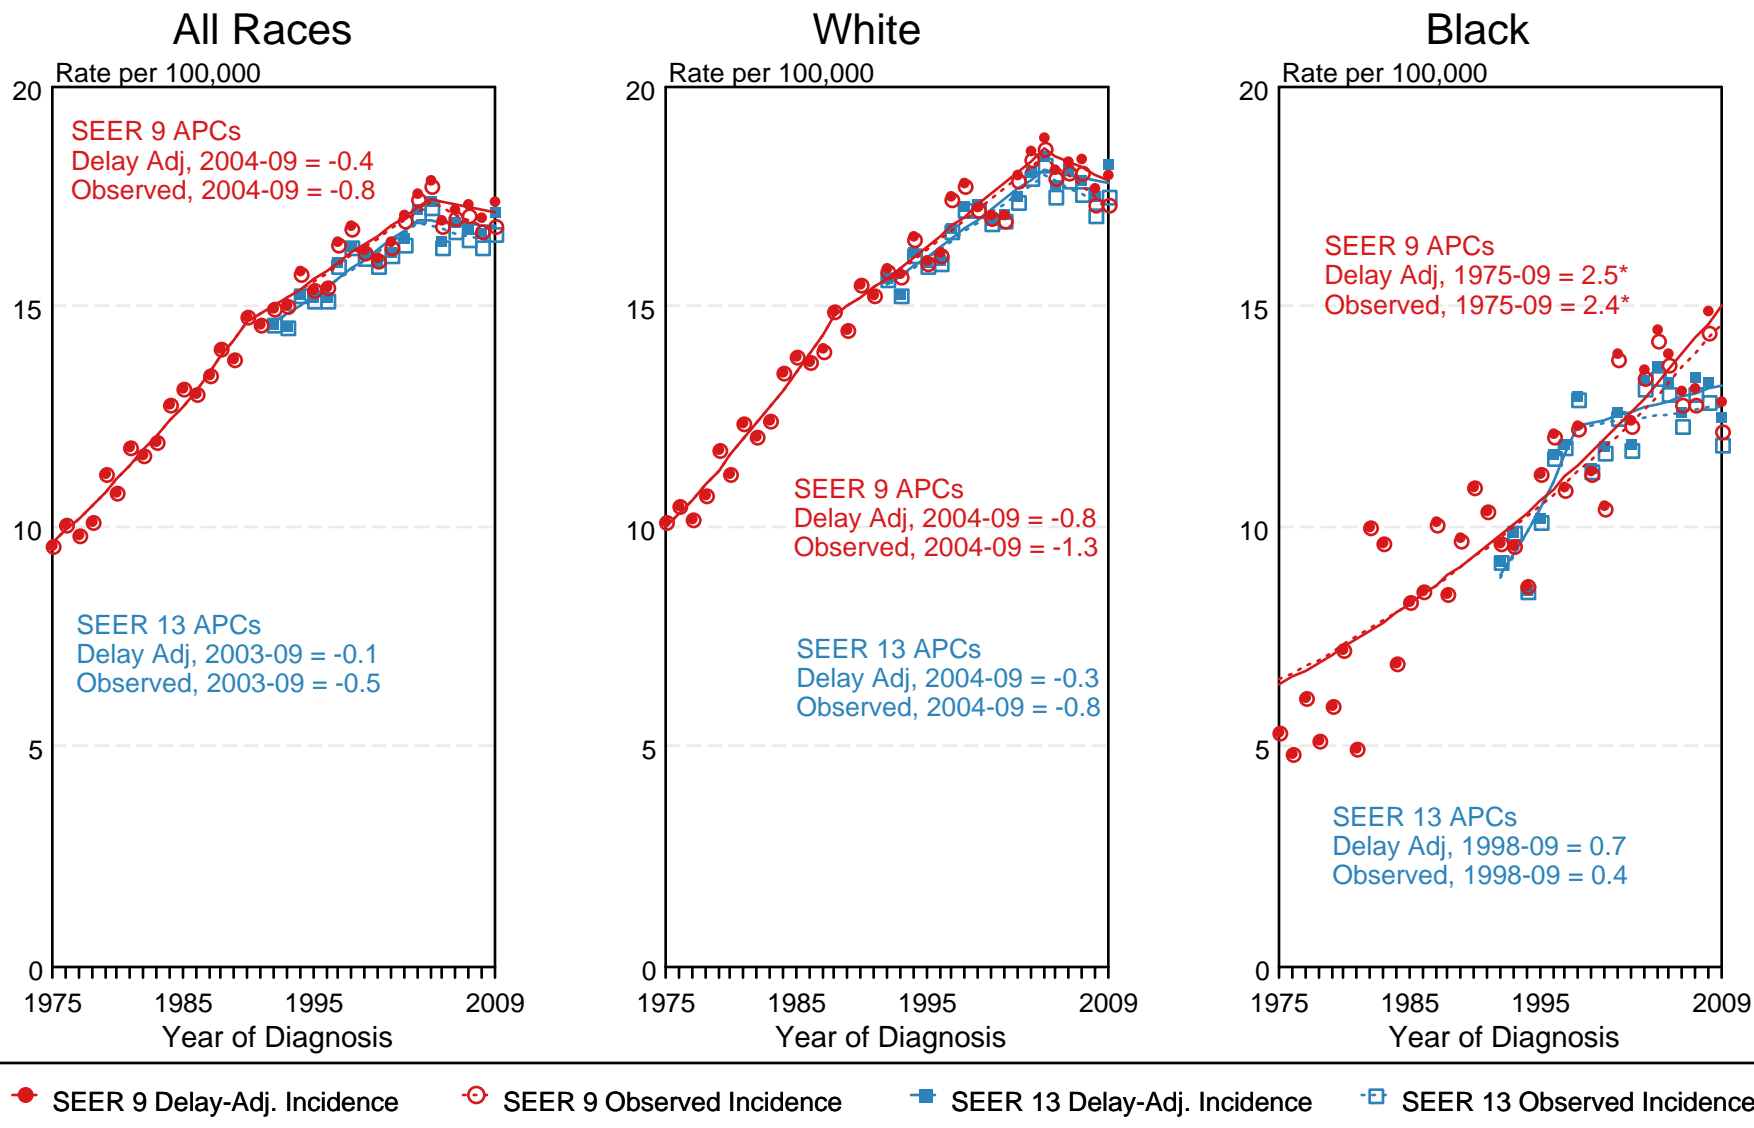 All Races
Rate per 100,000
20
15
10
5
0
SEER 9 APCs
Delay Adj, 2004-09 = -0.4
Observed, 2004-09 = -0.8
SEER 13 APCs
Delay Adj, 2003-09 = -0.1
Observed, 2003-09 = -0.5
1975 1985 1995 2009
Year of Diagnosis
White
Rate per 100,000
20
15
10
5
0
SEER 9 APCs
Delay Adj, 2004-09 = -0.8
Observed, 2004-09 = -1.3
SEER 13 APCs
Delay Adj, 2004-09 = -0.3
Observed, 2004-09 = -0.8
1975 1985 1995 2009
Year of Diagnosis
Black
Rate per 100,000
20
15
10
5
0
SEER 9 APCs
Delay Adj, 1975-09 = 2.5*
Observed, 1975-09 = 2.4*
SEER 13 APCs
Delay Adj, 1998-09 = 0.7
Observed, 1998-09 = 0.4
1975 1985 1995 2009
Year of Diagnosis
SEER 9 Delay-Adj. Incidence SEER 9 Observed Incidence SEER 13 Delay-Adj. Incidence SEER 13 Observed Incidence